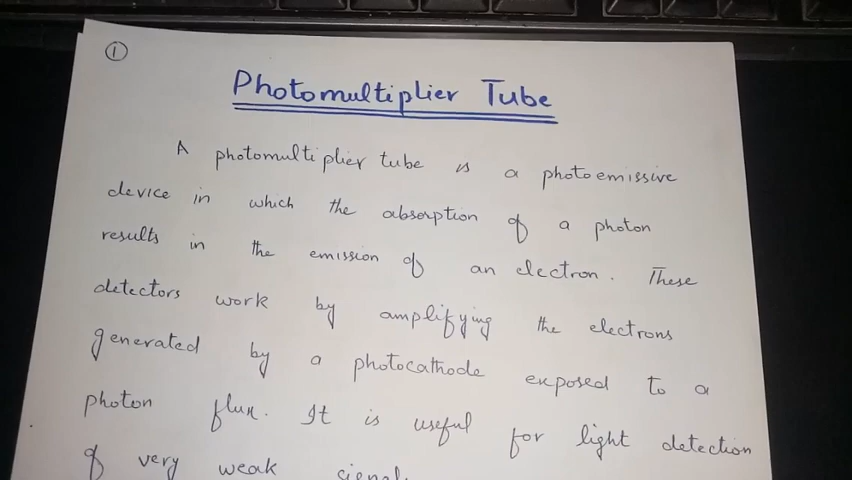 1
Photomultiplier Tube
A photomultiplier tube is a photoemissive
device in which the absorption of a photon
results in the emission of an electron. These
detectors work by amplifying the electrons
generated by a photocathode exposed to a
photon flux. It is useful for light detection
of very weak